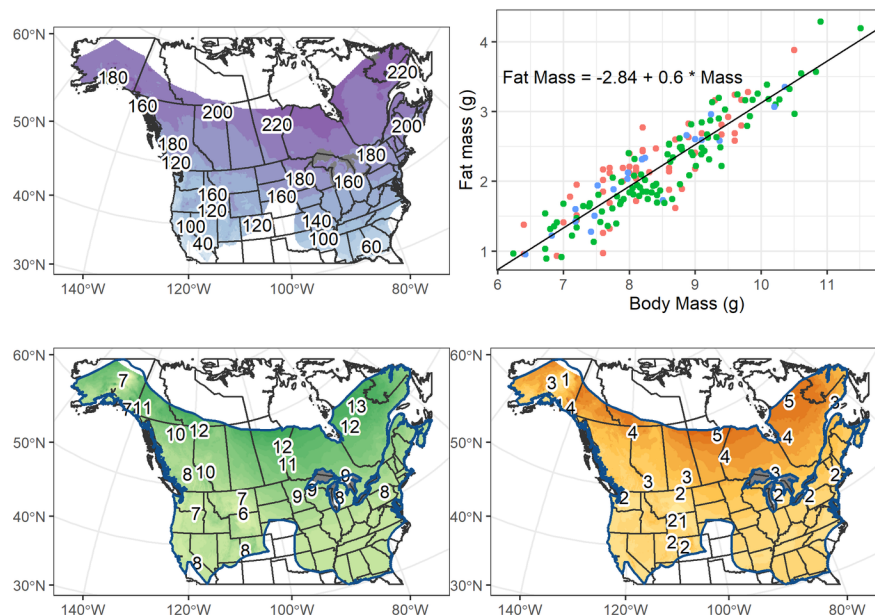 60°N
50°N
40°N
30°N
140°W
120°W
100°W
80°W
180
160
200
220
220
200
180
120
180
180
160
160
120
160
140
100
120
100
40
60
Fat Mass = -2.84 + 0.6 * Mass
Fat mass (g)
4
3
2
1
6 7 8 9 10 11
Body Mass (g)
60°N
50°N
40°N
30°N
140°W
120°W
100°W
80°W
7
7 11
13
10 12
12
12
11
8 10
9
7
9 9 8 8
7 6
8
8
60°N
50°N
40°N
30°N
140°W
120°W
100°W
80°W
3 1
4
5
3
4
5
4
4
3
3 3
2
2 2
2 2
2 1
2 2